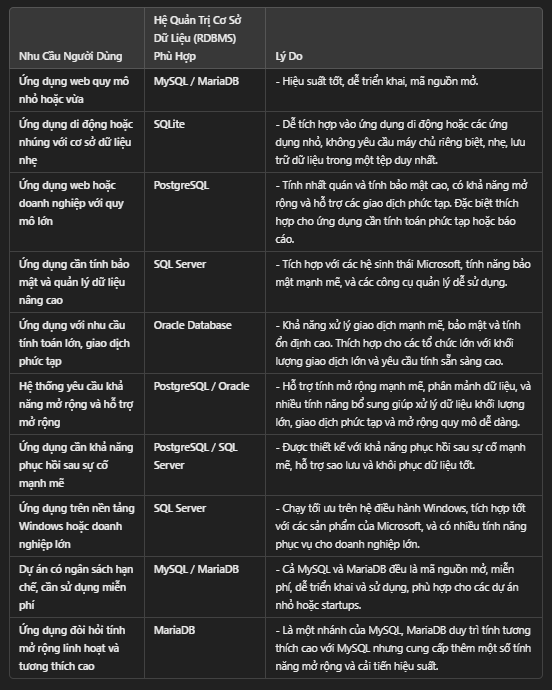 Nhu Cầu Người Dùng
Hệ Quản Trị Cơ Sở
Dữ Liệu (RDBMS)
Phù Hợp
Lý Do
Ứng dụng web quy mô
nhỏ hoặc vừa
MySQL / MariaDB
- Hiệu suất tốt, dễ triển khai, mã nguồn mở.
Ứng dụng di động hoặc
nhúng với cơ sở dữ liệu
nhẹ
SQLite
- Dễ tích hợp vào ứng dụng di động hoặc các ứng
dụng nhỏ, không yêu cầu máy chủ riêng biệt, nhẹ, lưu
trữ dữ liệu trong một tệp duy nhất.
Ứng dụng web hoặc
doanh nghiệp với quy
mô lớn
PostgreSQL
- Tính nhất quán và tính bảo mật cao, có khả năng mở
rộng và hỗ trợ các giao dịch phức tạp. Đặc biệt thích
hợp cho ứng dụng cần tính toán phức tạp hoặc báo
cáo.
Ứng dụng cần tính bảo
mật và quản lý dữ liệu
nâng cao
SQL Server
- Tích hợp với các hệ sinh thái Microsoft, tính năng bảo
mật mạnh mẽ, và các công cụ quản lý dễ sử dụng.
Ứng dụng với nhu cầu
tính toán lớn, giao dịch
phức tạp
Oracle Database
- Khả năng xử lý giao dịch mạnh mẽ, bảo mật và tính
ổn định cao. Thích hợp cho các tổ chức lớn với khối
lượng giao dịch lớn và yêu cầu tính sẵn sàng cao.
Hệ thống yêu cầu khả
năng mở rộng và hỗ trợ
mở rộng
PostgreSQL / Oracle
- Hỗ trợ tính mở rộng mạnh mẽ, phân mảnh dữ liệu, và
nhiều tính năng bổ sung giúp xử lý dữ liệu khối lượng
lớn, giao dịch phức tạp và mở rộng quy mô dễ dàng.
Ứng dụng cần khả năng
phục hồi sau sự cố
mạnh mẽ
PostgreSQL / SQL
Server
- Được thiết kế với khả năng phục hồi sau sự cố mạnh
mẽ, hỗ trợ sao lưu và khôi phục dữ liệu tốt.
Ứng dụng trên nền tảng
Windows hoặc doanh
nghiệp lớn
SQL Server
- Chạy tối ưu trên hệ điều hành Windows, tích hợp tốt
với các sản phẩm của Microsoft, và có nhiều tính năng
phục vụ cho doanh nghiệp lớn.
Dự án có ngân sách hạn
chế, cần sử dụng miễn
phí
MySQL / MariaDB
- Cả MySQL và MariaDB đều là mã nguồn mở, miễn
phí, dễ triển khai và sử dụng, phù hợp cho các dự án
nhỏ hoặc startups.
Ứng dụng đòi hỏi tính
mở rộng linh hoạt và
tương thích cao
MariaDB
- Là một nhánh của MySQL, MariaDB duy trì tính tương
thích cao với MySQL nhưng cung cấp thêm một số tính
năng mở rộng và cải tiến hiệu suất.